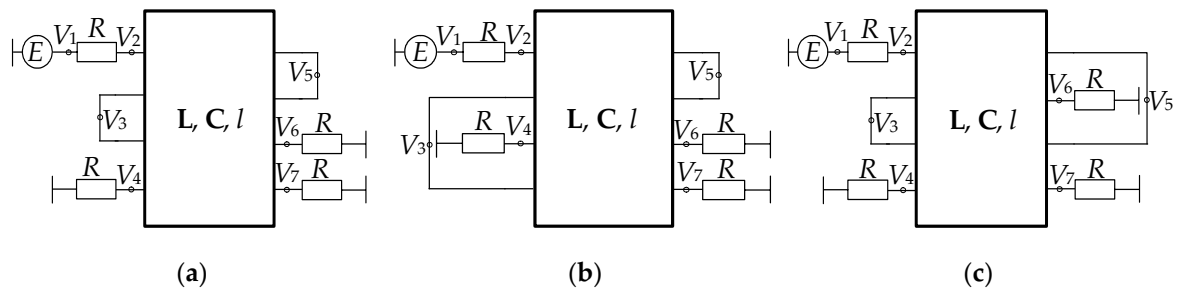 E V1 R V2
V5
L, C, l
V3
V6 R
R V4
V7 R
(a)
E V1 R V2
V5
L, C, l
R V4
V3
V6 R
V7 R
(b)
E V1 R V2
V6 R
V5
L, C, l
V3
R V4
V7 R
(c)